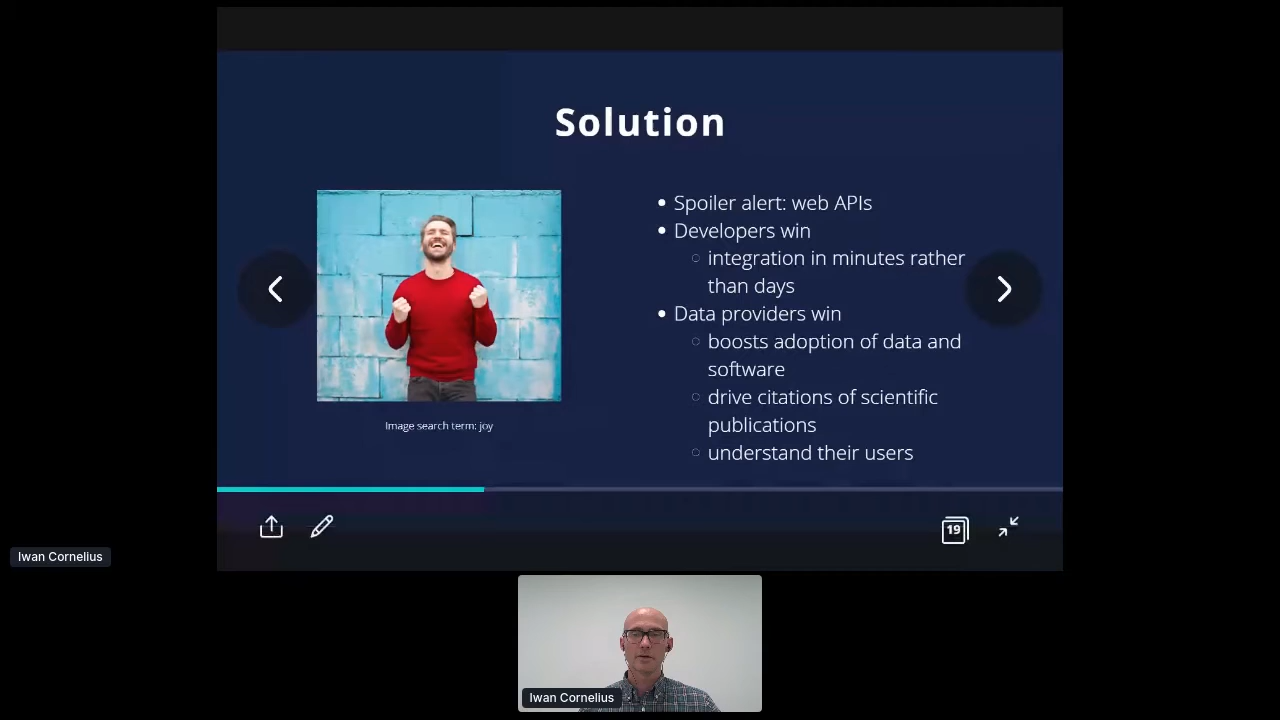 Solution
Spoiler alert: web APIs
Developers win
integration in minutes rather
than days
Data providers win
boosts adoption of data and
software
drive citations of scientific
publications
understand their users
Image search term: joy
19
Iwan Cornelius
Iwan Cornelius